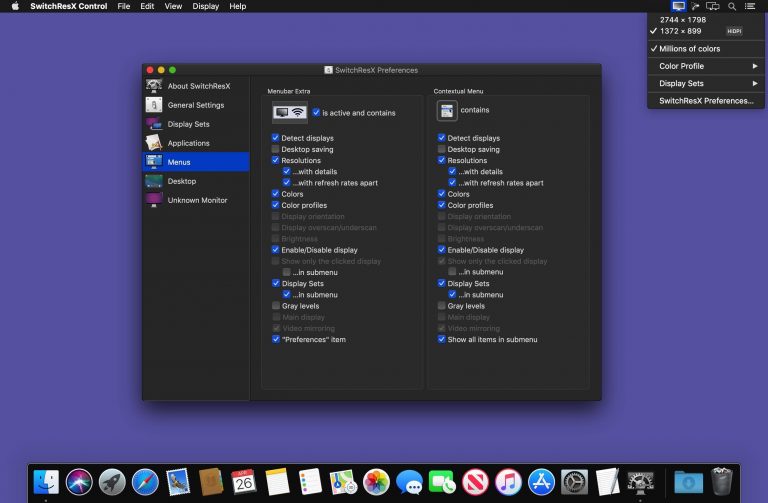 SwitchResX Control File Edit View Display Help
2744 × 1798
1372 × 899 HiDPI
Millions of colors
Color Profile
Display Sets
SwitchResX Preferences...
SwitchResX Preferences
About SwitchResX
General Settings
Display Sets
Applications
Menus
Desktop
Unknown Monitor
Menubar Extra
is active and contains
Detect displays
Desktop saving
Resolutions
...with details
...with refresh rates apart
Colors
Color profiles
Display orientation
Display overscan/underscan
Brightness
Enable/Disable display
Show only the clicked display
...in submenu
Display Sets
...in submenu
Gray levels
Main display
Video mirroring
"Preferences" item
Contextual Menu
contains
Detect displays
Desktop saving
Resolutions
...with details
...with refresh rates apart
Colors
Color profiles
Display orientation
Display overscan/underscan
Brightness
Enable/Disable display
Show only the clicked display
...in submenu
Display Sets
...in submenu
Gray levels
Main display
Video mirroring
Show all items in submenu
APR
26